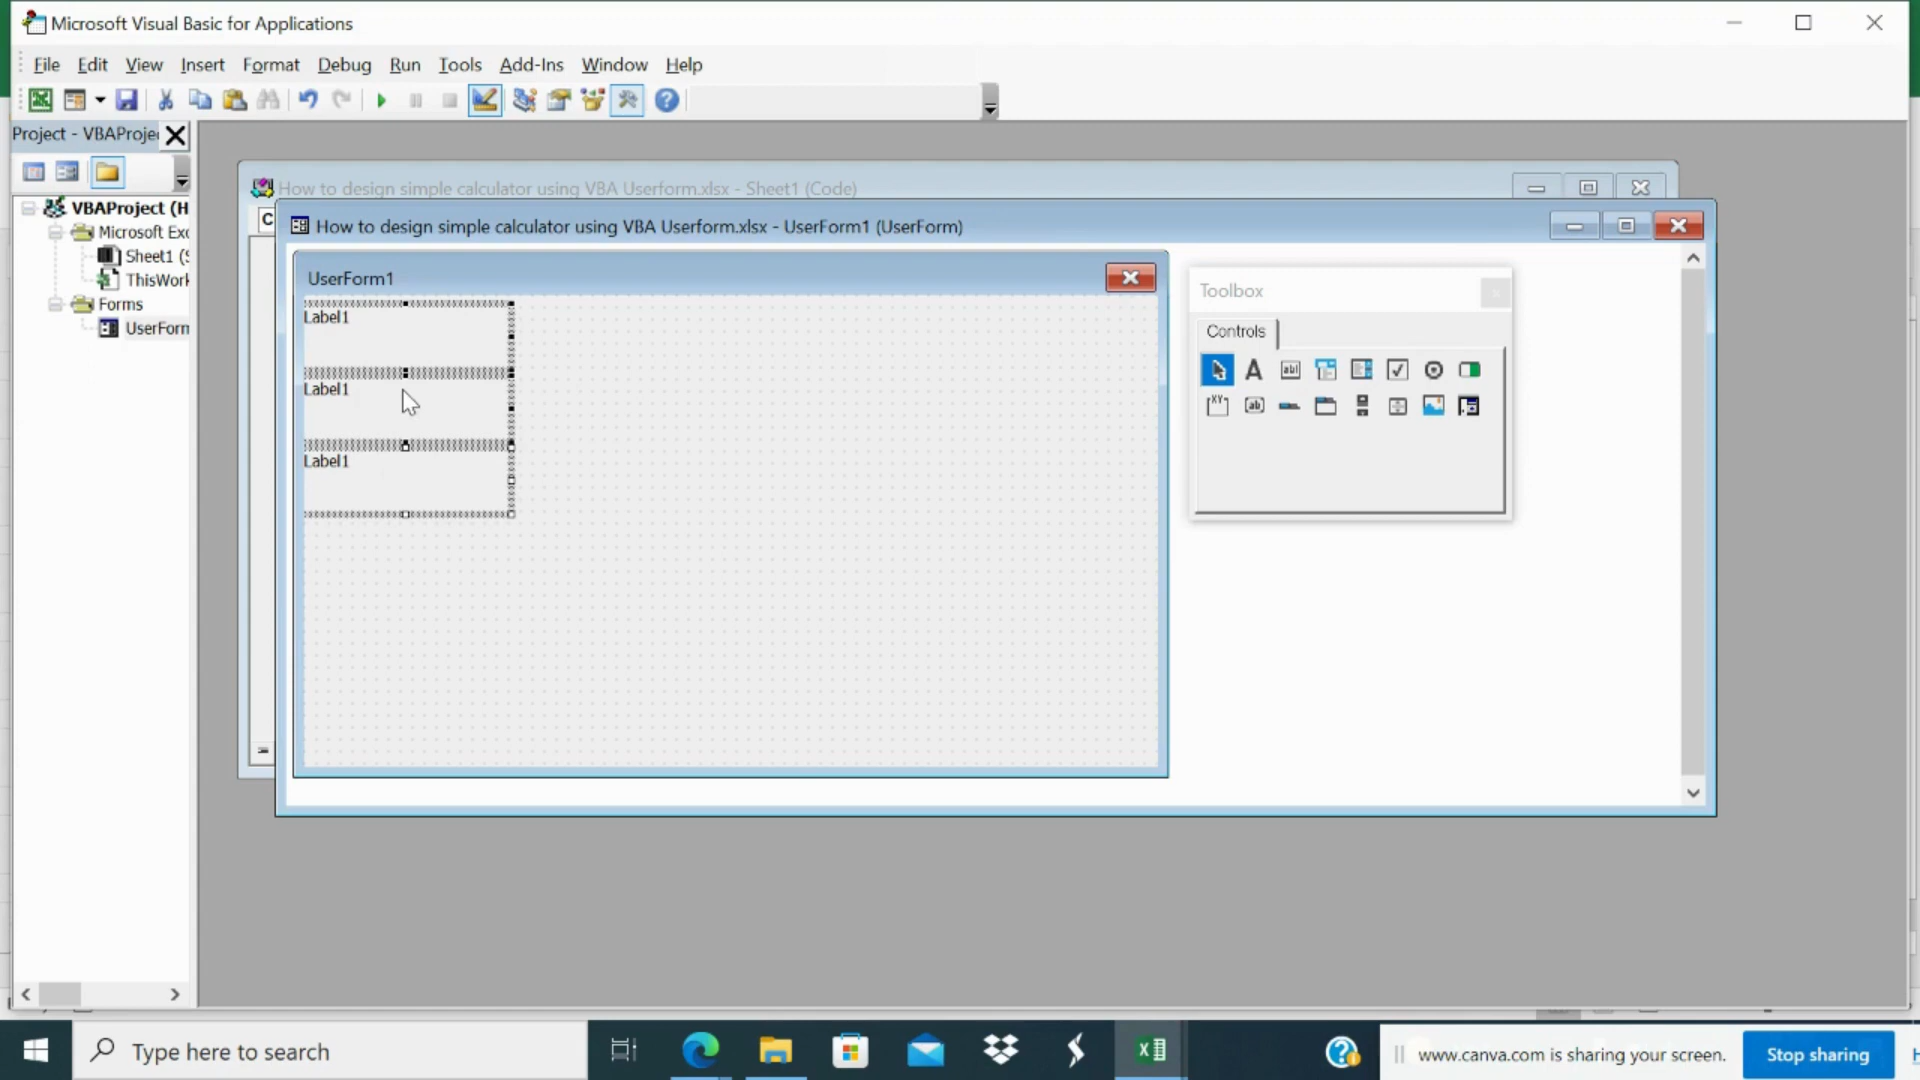 Microsoft Visual Basic for Applications
File Edit View Insert Format Debug Run Tools Add-Ins Window Help
Project - VBAProje
How to design simple calculator using VBA Userform.xlsx - Sheet1 (Code)
VBAProject (H
How to design simple calculator using VBA Userform.xlsx - UserForm1 (UserForm)
Microsoft Exc
Sheet1 (S
ThisWork
Forms
UserForm
UserForm1
Toolbox
Controls
Label1
Label1
Label1
Type here to search
www.canva.com is sharing your screen.
Stop sharing